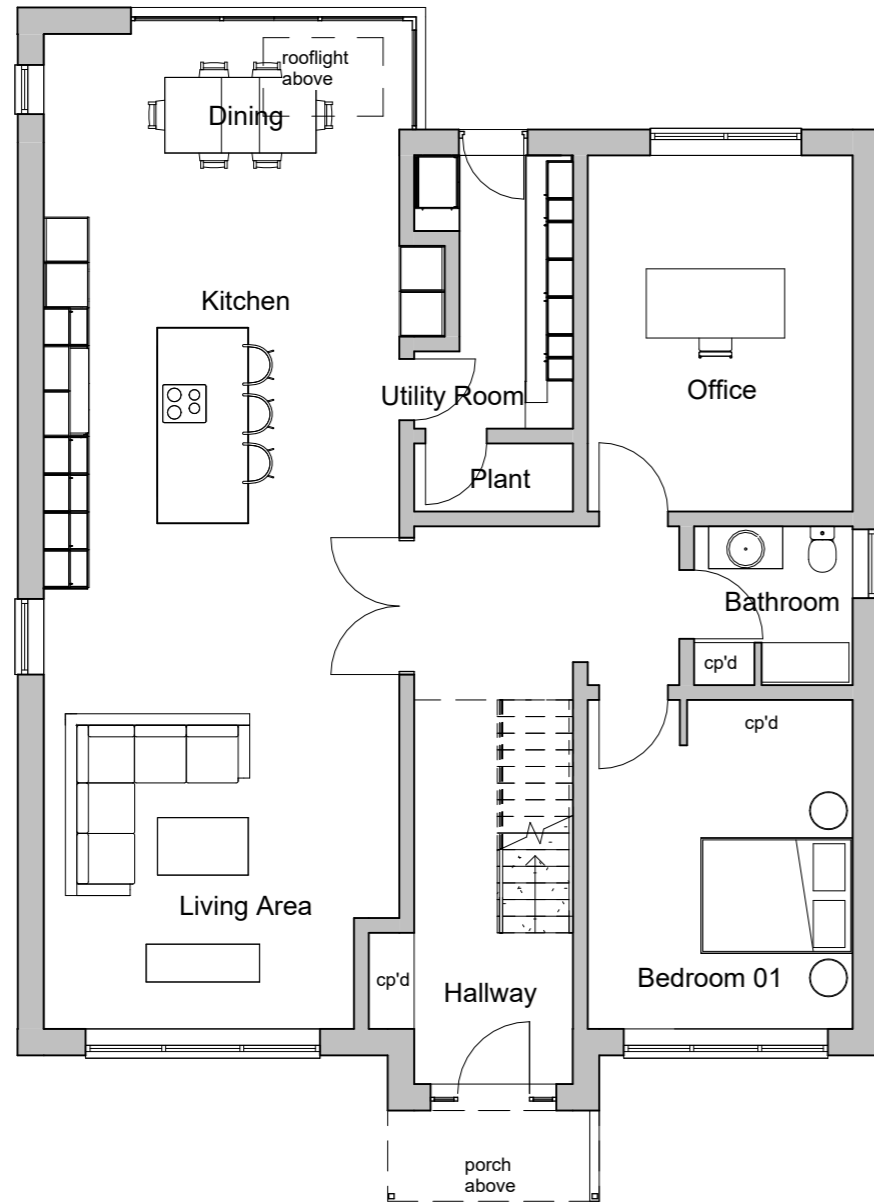 rooflight
above
Dining
Kitchen
Utility Room
Office
Plant
Bathroom
cp'd
cp'd
Living Area
cp'd
Hallway
Bedroom 01
porch
above